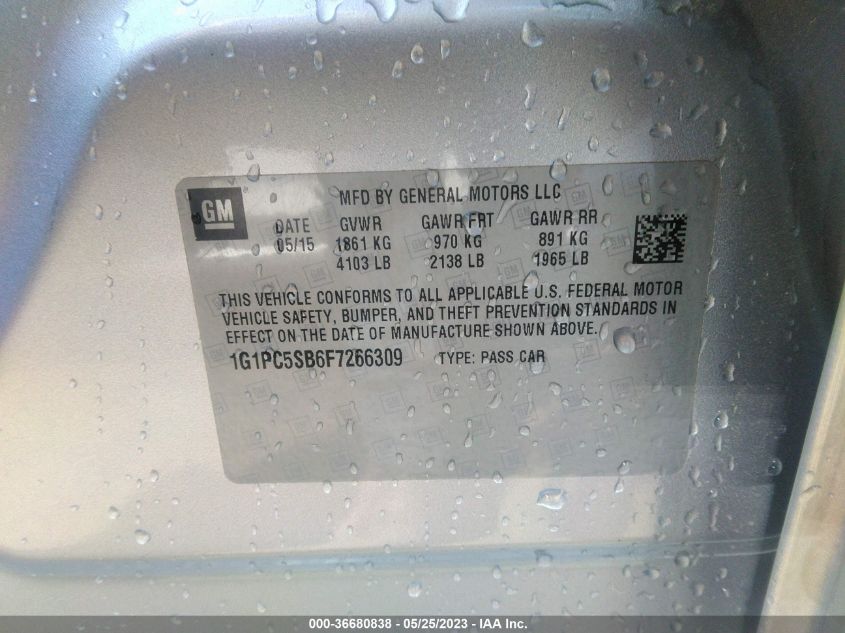 GM
MFD BY GENERAL MOTORS LLC
DATE GVWR GAWR FRT GAWR RR
05/15 1861 KG 970 KG 891 KG
4103 LB 2138 LB 1965 LB
THIS VEHICLE CONFORMS TO ALL APPLICABLE U.S. FEDERAL MOTOR
VEHICLE SAFETY, BUMPER, AND THEFT PREVENTION STANDARDS IN
EFFECT ON THE DATE OF MANUFACTURE SHOWN ABOVE.
1G1PC5SB6F7266309 TYPE: PASS CAR
000-36680838 - 05/25/2023 - IAA Inc.